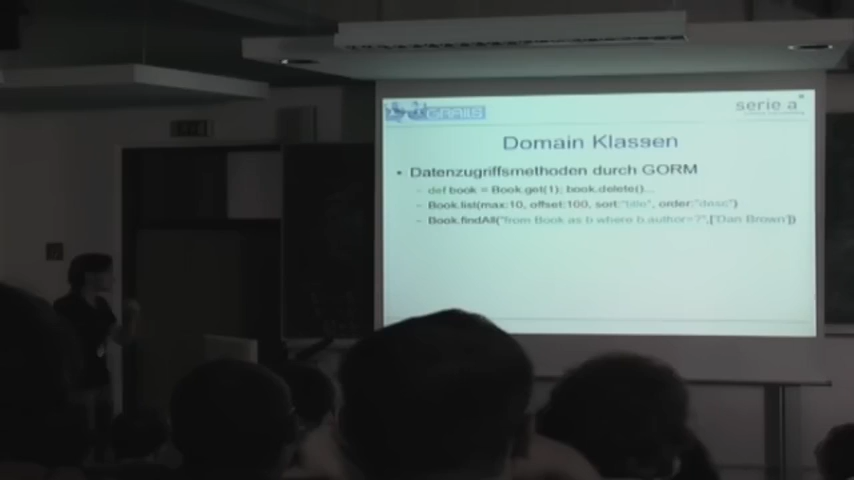 GRAILS
serie a
Domain Klassen
• Datenzugriffsmethoden durch GORM
– def book = Book.get(1); book.delete()...
– Book.list(max:10, offset:100, sort:"title", order:"desc")
– Book.findAll("from Book as b where b.author=?",['Dan Brown'])